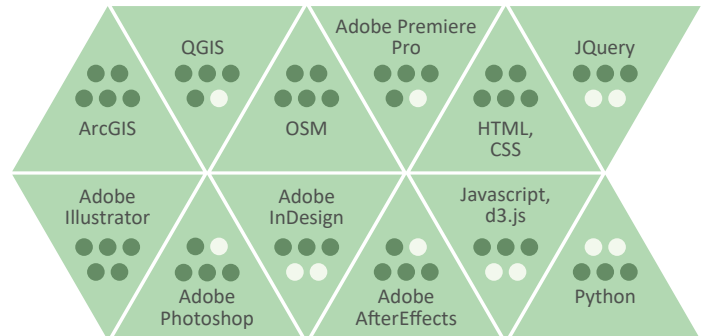 QGIS
Adobe Premiere
Pro
JQuery
ArcGIS
OSM
HTML,
CSS
Adobe
Illustrator
Adobe
InDesign
Javascript,
d3.js
Adobe
Photoshop
Adobe
AfterEffects
Python